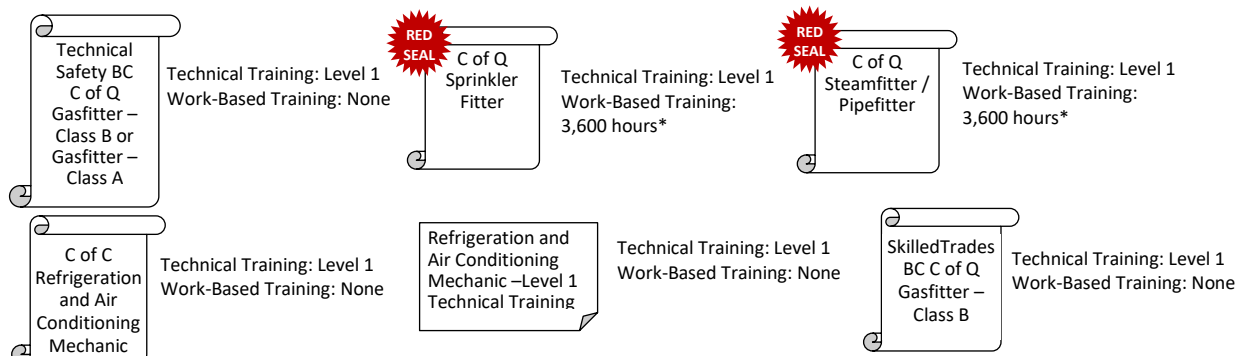 Technical
Safety BC
C of Q
Gasfitter –
Class B or
Gasfitter –
Class A
Technical Training: Level 1
Work-Based Training: None
RED
SEAL
C of Q
Sprinkler
Fitter
Technical Training: Level 1
Work-Based Training:
3,600 hours*
RED
SEAL
C of Q
Steamfitter /
Pipefitter
Technical Training: Level 1
Work-Based Training:
3,600 hours*
C of C
Refrigeration
and Air
Conditioning
Mechanic
Technical Training: Level 1
Work-Based Training: None
Refrigeration and
Air Conditioning
Mechanic –Level 1
Technical Training
Technical Training: Level 1
Work-Based Training: None
SkilledTrades
BC C of Q
Gasfitter –
Class B
Technical Training: Level 1
Work-Based Training: None